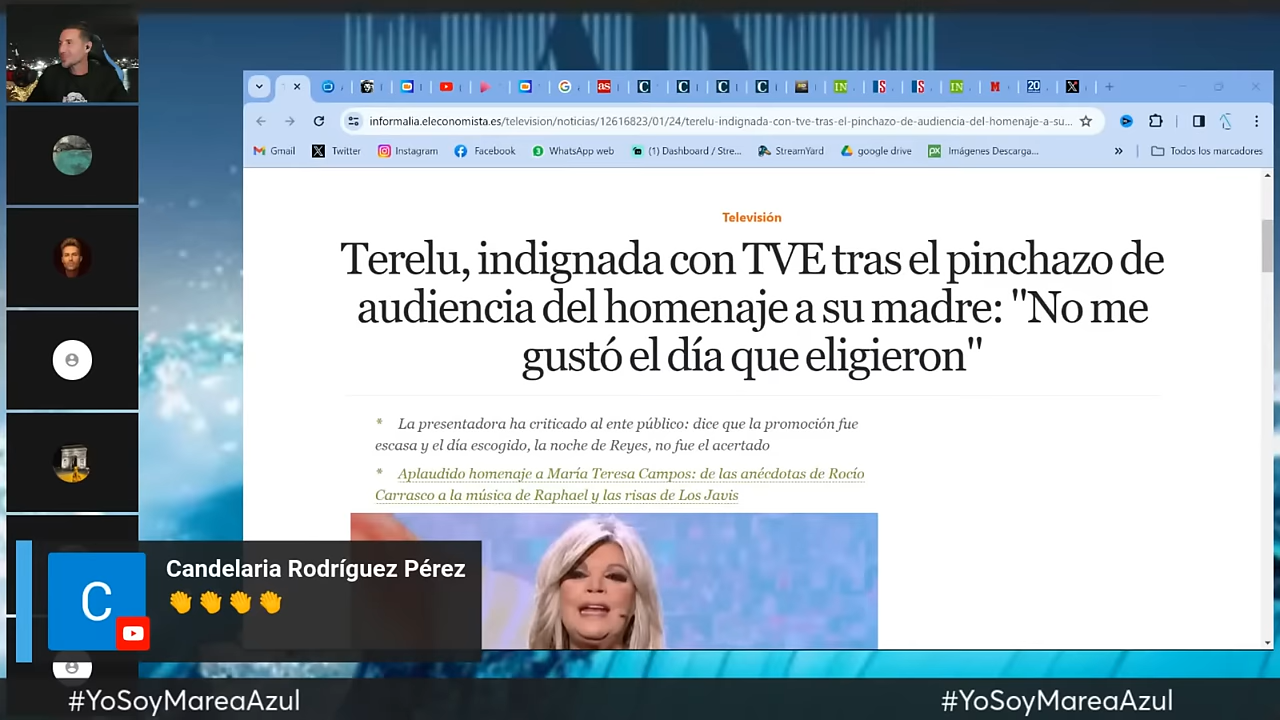 informalia.eleconomista.es/television/noticias/12616823/01/24/terelu-indignada-con-tve-tras-el-pinchazo-de-audiencia-del-homenaje-a-su...
Gmail Twitter Instagram Facebook WhatsApp web (1) Dashboard / Stre... StreamYard google drive Imágenes Descarga... » Todos los marcadores
Televisión
Terelu, indignada con TVE tras el pinchazo de
audiencia del homenaje a su madre: "No me
gustó el día que eligieron"
* La presentadora ha criticado al ente público: dice que la promoción fue
escasa y el día escogido, la noche de Reyes, no fue el acertado
* Aplaudido homenaje a María Teresa Campos: de las anécdotas de Rocío
Carrasco a la música de Raphael y las risas de Los Javis
C
Candelaria Rodríguez Pérez
👏 👏 👏 👏
#YoSoyMareaAzul #YoSoyMareaAzul